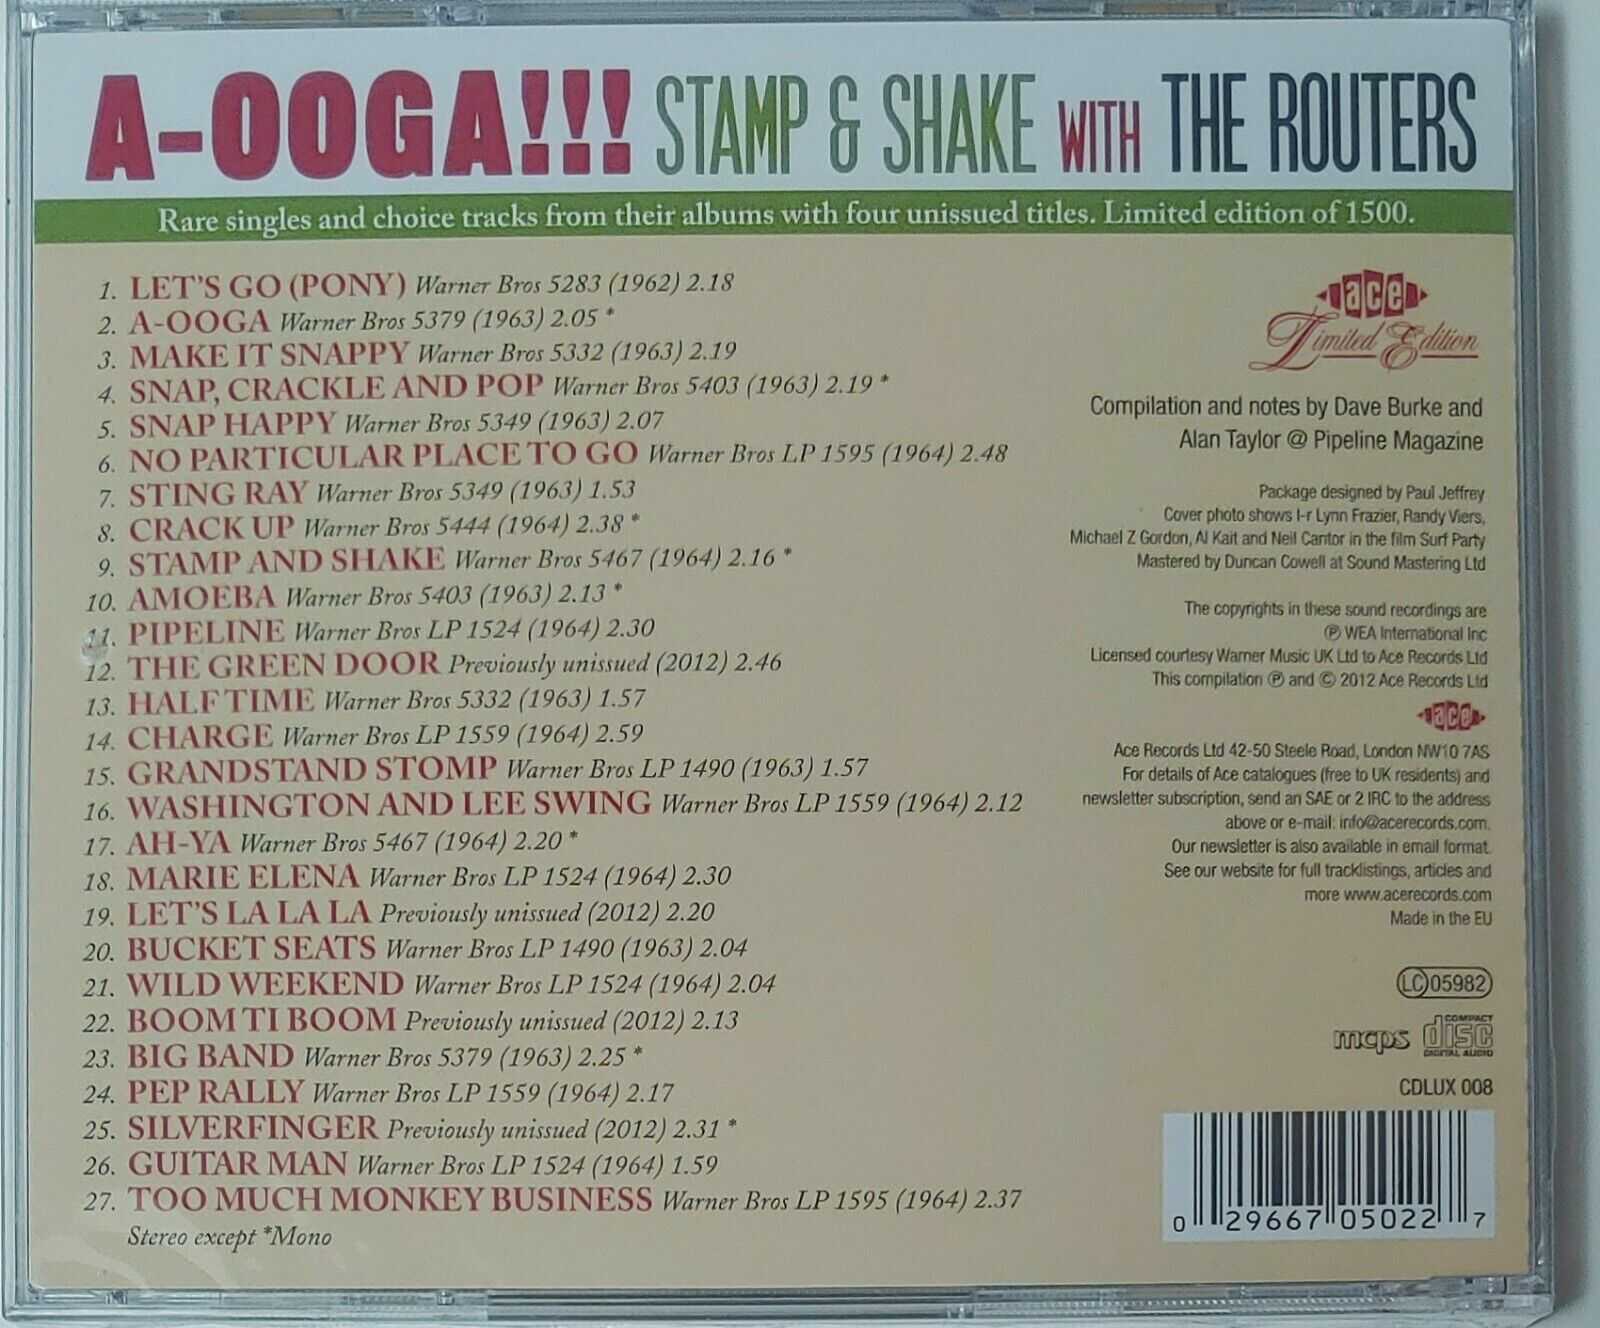 A-OOGA!!! STAMP & SHAKE WITH THE ROUTERS
Rare singles and choice tracks from their albums with four unissued titles. Limited edition of 1500.
1. LET'S GO (PONY) Warner Bros 5283 (1962) 2.18
2. A-OOGA Warner Bros 5379 (1963) 2.05 *
3. MAKE IT SNAPPY Warner Bros 5332 (1963) 2.19
4. SNAP, CRACKLE AND POP Warner Bros 5403 (1963) 2.19 *
5. SNAP HAPPY Warner Bros 5349 (1963) 2.07
6. NO PARTICULAR PLACE TO GO Warner Bros LP 1595 (1964) 2.48
7. STING RAY Warner Bros 5349 (1963) 1.53
8. CRACK UP Warner Bros 5444 (1964) 2.38 *
9. STAMP AND SHAKE Warner Bros 5467 (1964) 2.16 *
10. AMOEBA Warner Bros 5403 (1963) 2.13 *
11. PIPELINE Warner Bros LP 1524 (1964) 2.30
12. THE GREEN DOOR Previously unissued (2012) 2.46
13. HALF TIME Warner Bros 5332 (1963) 1.57
14. CHARGE Warner Bros LP 1559 (1964) 2.59
15. GRANDSTAND STOMP Warner Bros LP 1490 (1963) 1.57
16. WASHINGTON AND LEE SWING Warner Bros LP 1559 (1964) 2.12
17. AH-YA Warner Bros 5467 (1964) 2.20 *
18. MARIE ELENA Warner Bros LP 1524 (1964) 2.30
19. LET'S LA LA LA Previously unissued (2012) 2.20
20. BUCKET SEATS Warner Bros LP 1490 (1963) 2.04
21. WILD WEEKEND Warner Bros LP 1524 (1964) 2.04
22. BOOM TI BOOM Previously unissued (2012) 2.13
23. BIG BAND Warner Bros 5379 (1963) 2.25 *
24. PEP RALLY Warner Bros LP 1559 (1964) 2.17
25. SILVERFINGER Previously unissued (2012) 2.31 *
26. GUITAR MAN Warner Bros LP 1524 (1964) 1.59
27. TOO MUCH MONKEY BUSINESS Warner Bros LP 1595 (1964) 2.37
Stereo except *Mono
ace
Limited Edition
Compilation and notes by Dave Burke and
Alan Taylor @ Pipeline Magazine
Package designed by Paul Jeffrey
Cover photo shows l-r Lynn Frazier, Randy Viers,
Michael Z Gordon, Al Kait and Neil Cantor in the film Surf Party
Mastered by Duncan Cowell at Sound Mastering Ltd
The copyrights in these sound recordings are
℗ WEA International Inc
Licensed courtesy Warner Music UK Ltd to Ace Records Ltd
This compilation ℗ and © 2012 Ace Records Ltd
ace
Ace Records Ltd 42-50 Steele Road, London NW10 7AS
For details of Ace catalogues (free to UK residents) and
newsletter subscription, send an SAE or 2 IRC to the address
above or e-mail: info@acerecords.com.
Our newsletter is also available in email format.
See our website for full tracklistings, articles and
more www.acerecords.com
Made in the EU
LC 05982
mcps COMPACT disc DIGITAL AUDIO
CDLUX 008
0 29667 05022 7